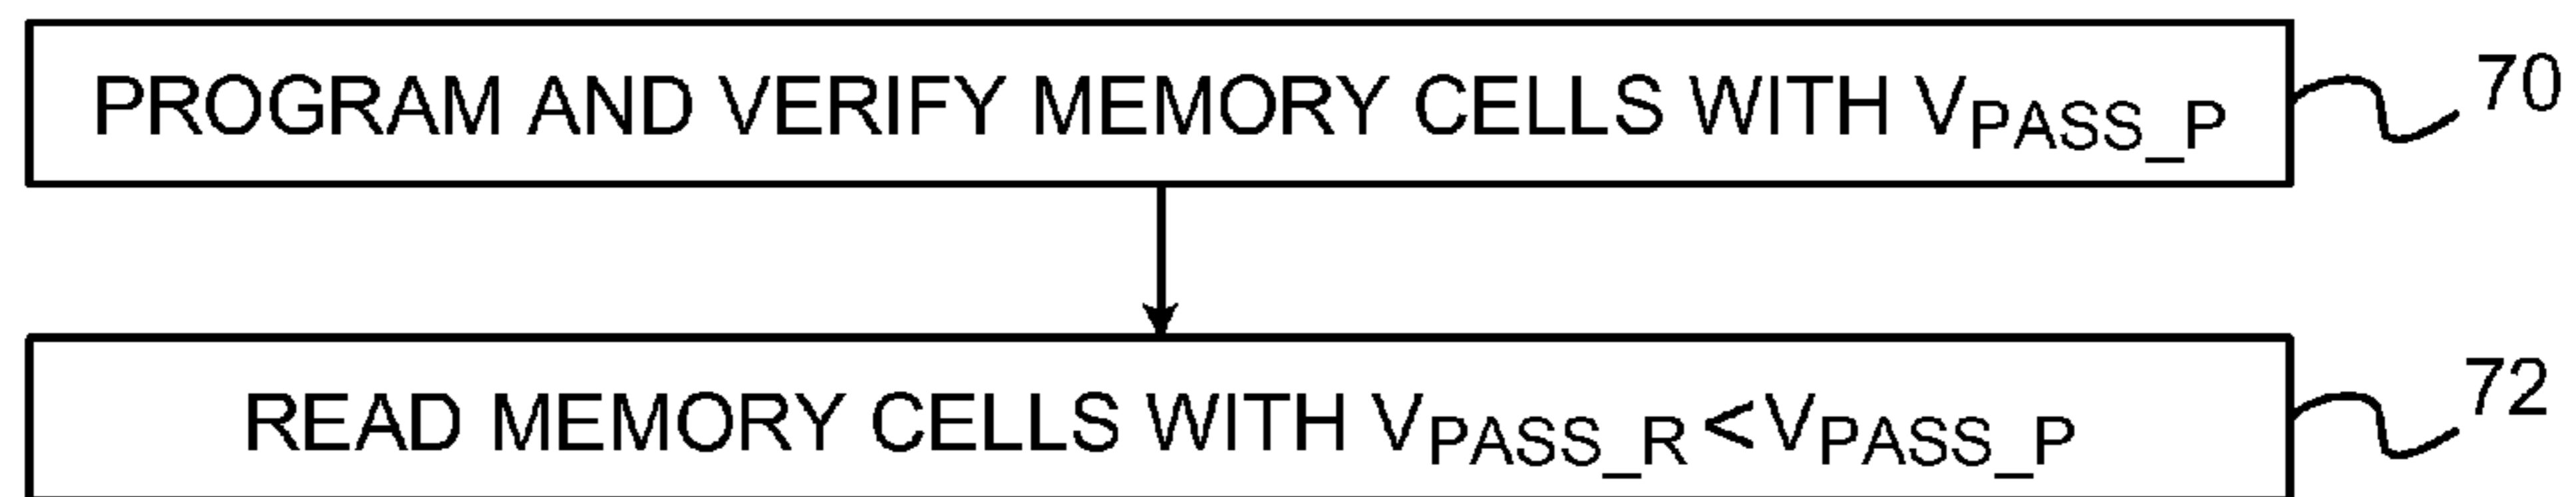 PROGRAM AND VERIFY MEMORY CELLS WITH VPASS_P 70
READ MEMORY CELLS WITH VPASS_R<VPASS_P 72